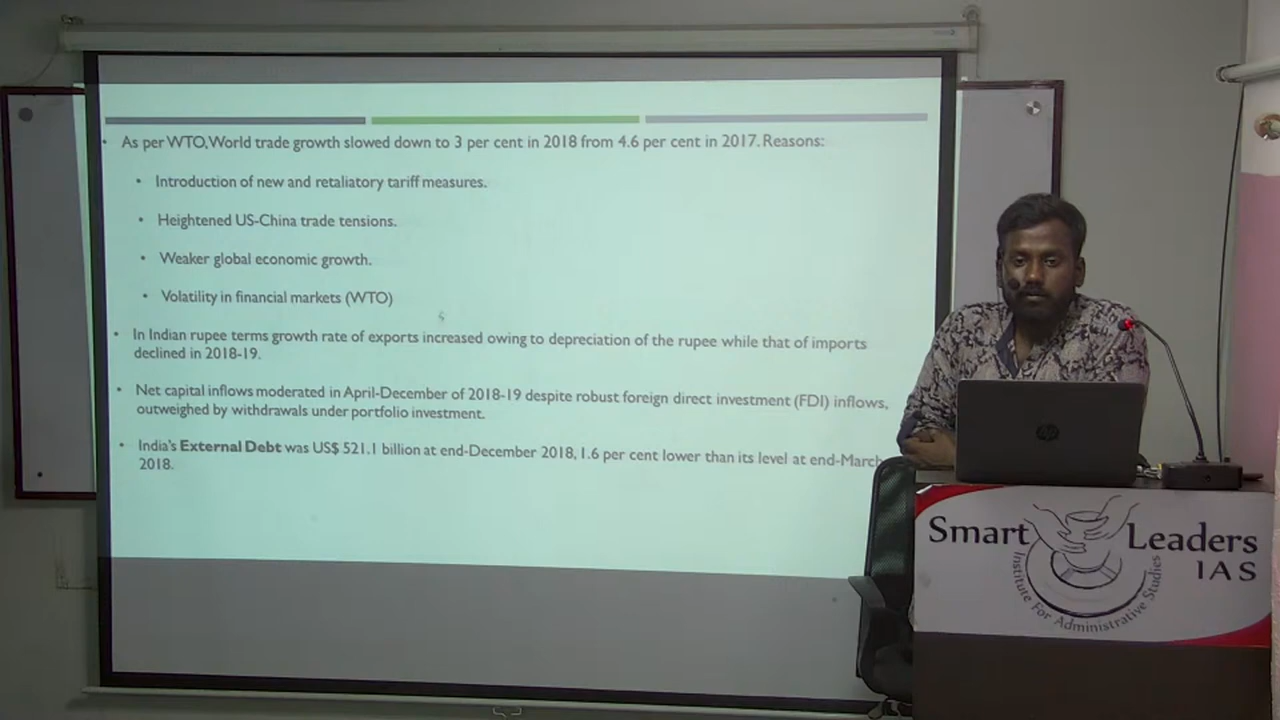 • As per WTO, World trade growth slowed down to 3 per cent in 2018 from 4.6 per cent in 2017. Reasons:
• Introduction of new and retaliatory tariff measures.
• Heightened US-China trade tensions.
• Weaker global economic growth.
• Volatility in financial markets (WTO)
• In Indian rupee terms growth rate of exports increased owing to depreciation of the rupee while that of imports
declined in 2018-19.
• Net capital inflows moderated in April-December of 2018-19 despite robust foreign direct investment (FDI) inflows,
outweighed by withdrawals under portfolio investment.
• India's External Debt was US$ 521.1 billion at end-December 2018, 1.6 per cent lower than its level at end-March
2018.
hp
Smart Leaders
IAS
Institute For Administrative Studies